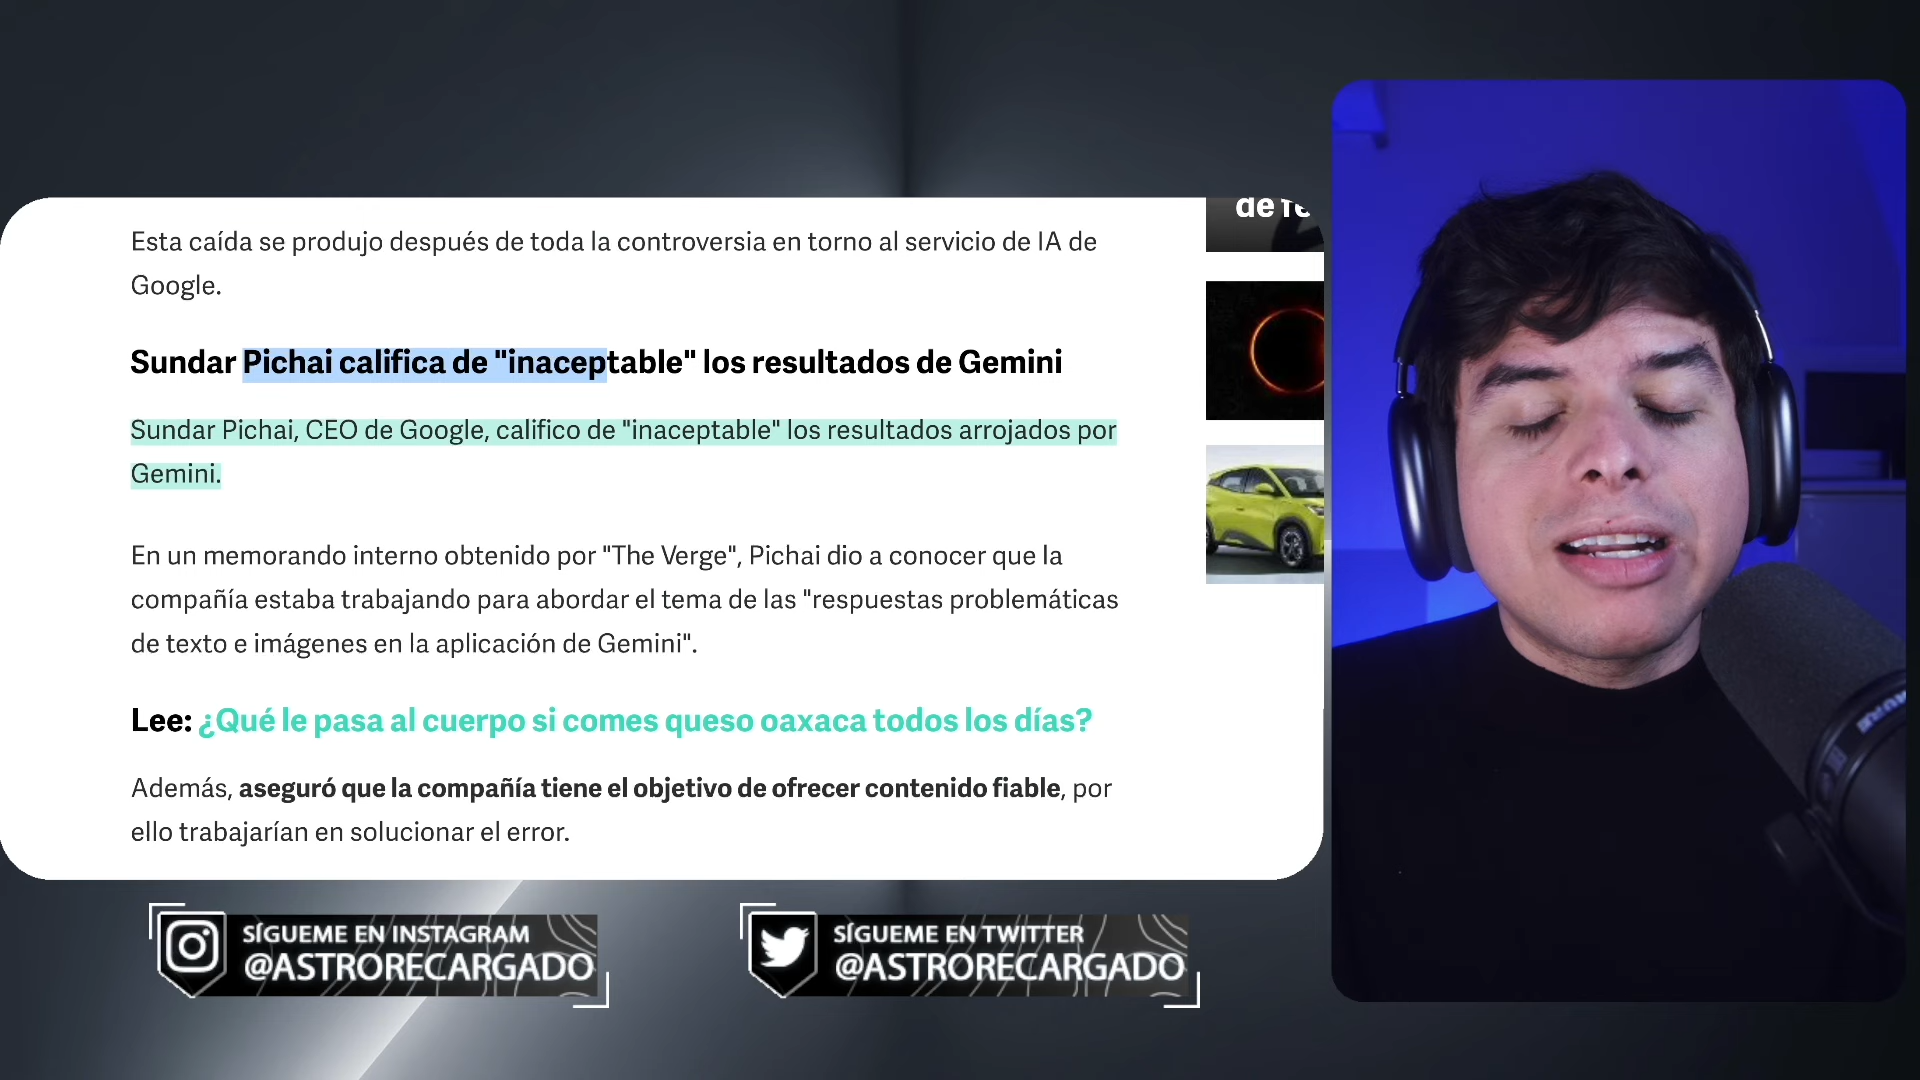 Esta caída se produjo después de toda la controversia en torno al servicio de IA de
Google.
Sundar Pichai califica de "inaceptable" los resultados de Gemini
Sundar Pichai, CEO de Google, califico de "inaceptable" los resultados arrojados por
Gemini.
En un memorando interno obtenido por "The Verge", Pichai dio a conocer que la
compañía estaba trabajando para abordar el tema de las "respuestas problemáticas
de texto e imágenes en la aplicación de Gemini".
Lee: ¿Qué le pasa al cuerpo si comes queso oaxaca todos los días?
Además, aseguró que la compañía tiene el objetivo de ofrecer contenido fiable, por
ello trabajarían en solucionar el error.
de
SÍGUEME EN INSTAGRAM
@ASTRORECARGADO
SÍGUEME EN TWITTER
@ASTRORECARGADO